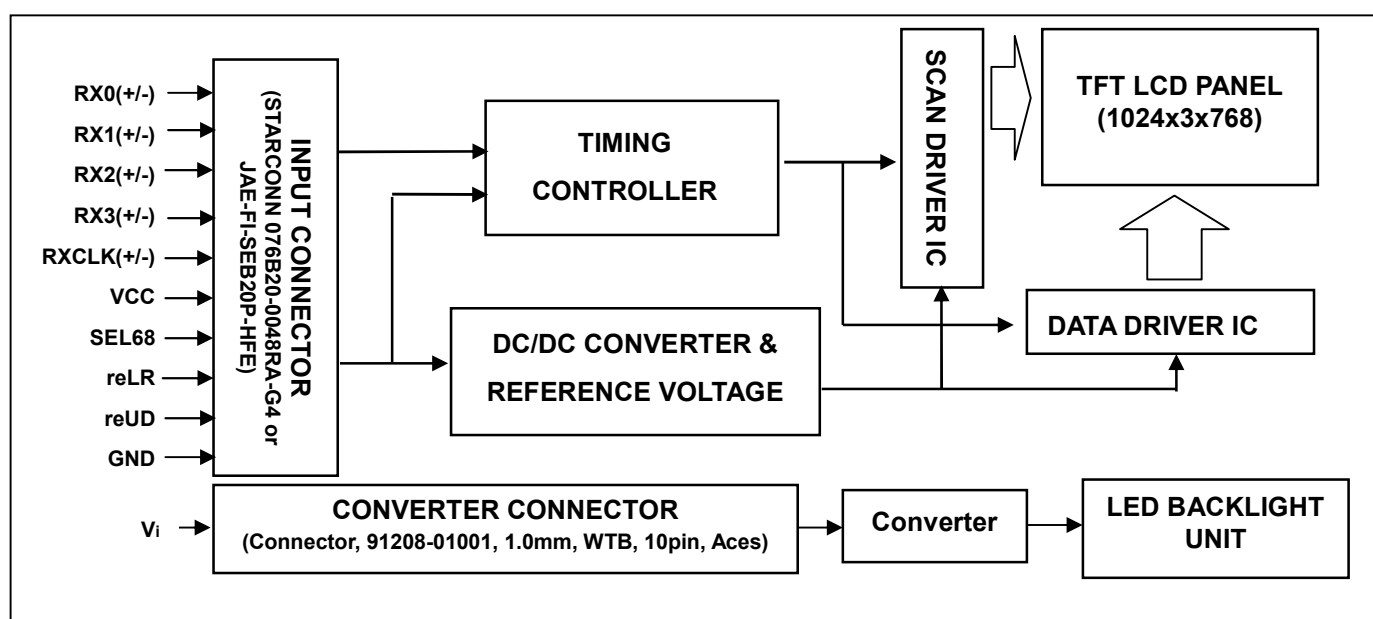 RX0(+/-)
RX1(+/-)
RX2(+/-)
RX3(+/-)
RXCLK(+/-)
VCC
SEL68
reLR
reUD
GND
INPUT CONNECTOR
(STARCONN 076B20-0048RA-G4 or
JAE-FI-SEB20P-HFE)
TIMING
CONTROLLER
DC/DC CONVERTER &
REFERENCE VOLTAGE
SCAN DRIVER IC
TFT LCD PANEL
(1024x3x768)
DATA DRIVER IC
Vi
CONVERTER CONNECTOR
(Connector, 91208-01001, 1.0mm, WTB, 10pin, Aces)
Converter
LED BACKLIGHT
UNIT